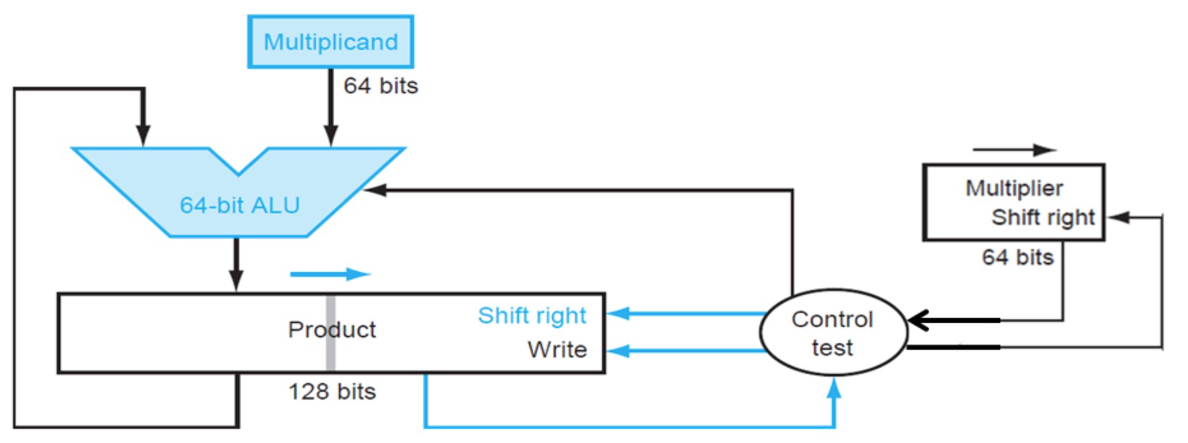 Multiplicand
64 bits
64-bit ALU
Multiplier
Shift right
64 bits
Product
Shift right
Write
128 bits
Control
test